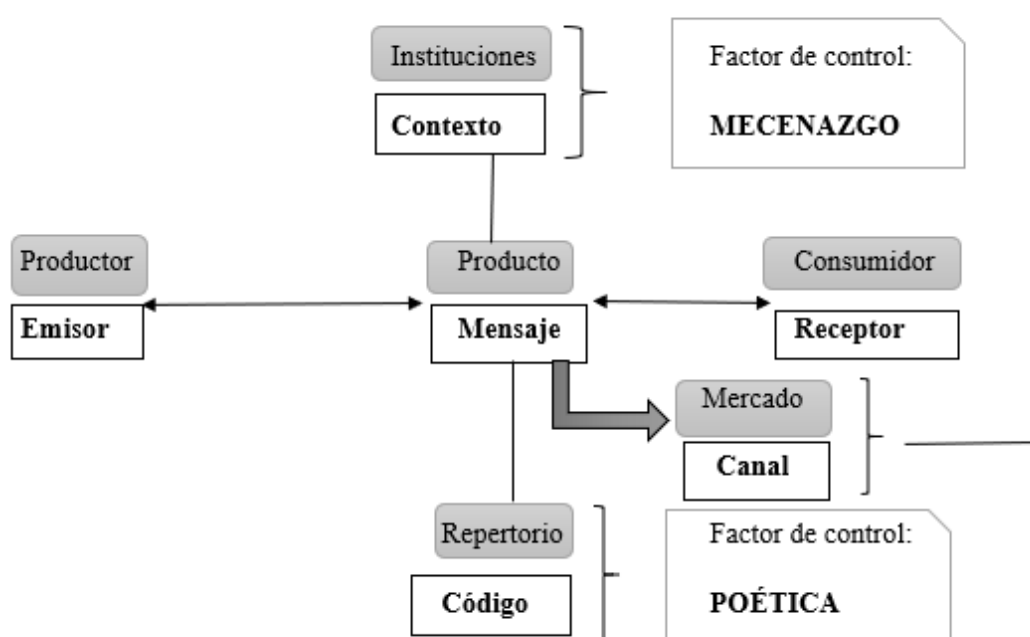 Instituciones
Contexto
Factor de control:
MECENAZGO
Productor
Emisor
Producto
Mensaje
Consumidor
Receptor
Mercado
Canal
Repertorio
Código
Factor de control:
POÉTICA